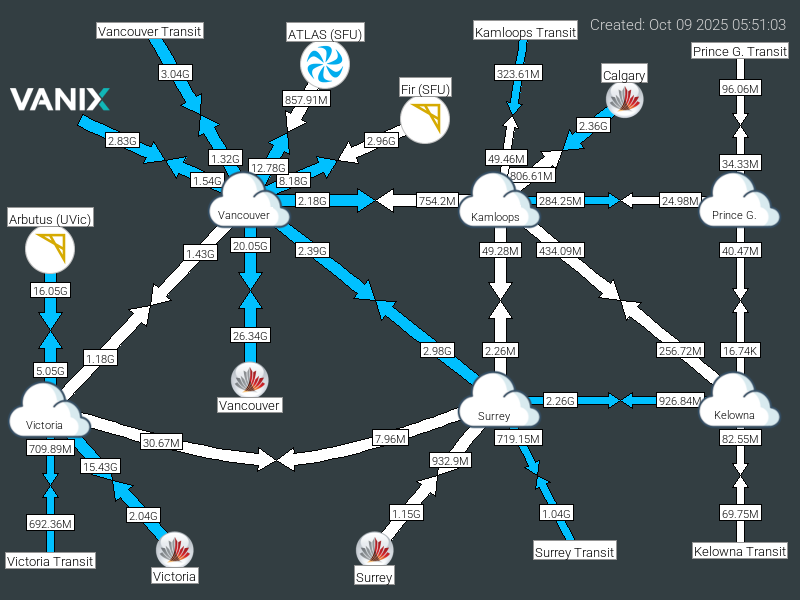 Created: Oct 09 2025 05:51:03
Vancouver Transit
ATLAS (SFU)
Kamloops Transit
Prince G. Transit
3.04G
323.61M
Calgary
96.06M
VANIX
857.91M
Fir (SFU)
2.83G
2.96G
2.36G
1.32G
12.78G
49.46M
34.33M
1.54G
8.18G
806.61M
2.18G
754.2M
284.25M
24.98M
Arbutus (UVic)
Vancouver
Kamloops
Prince G.
1.43G
20.05G
2.39G
49.28M
434.09M
40.47M
16.05G
26.34G
1.18G
2.98G
2.26M
256.72M
16.74K
5.05G
Vancouver
2.26G
926.84M
Victoria
Surrey
Kelowna
709.89M
30.67M
7.96M
719.15M
82.55M
15.43G
932.9M
692.36M
2.04G
1.15G
1.04G
69.75M
Victoria Transit
Victoria
Surrey
Surrey Transit
Kelowna Transit